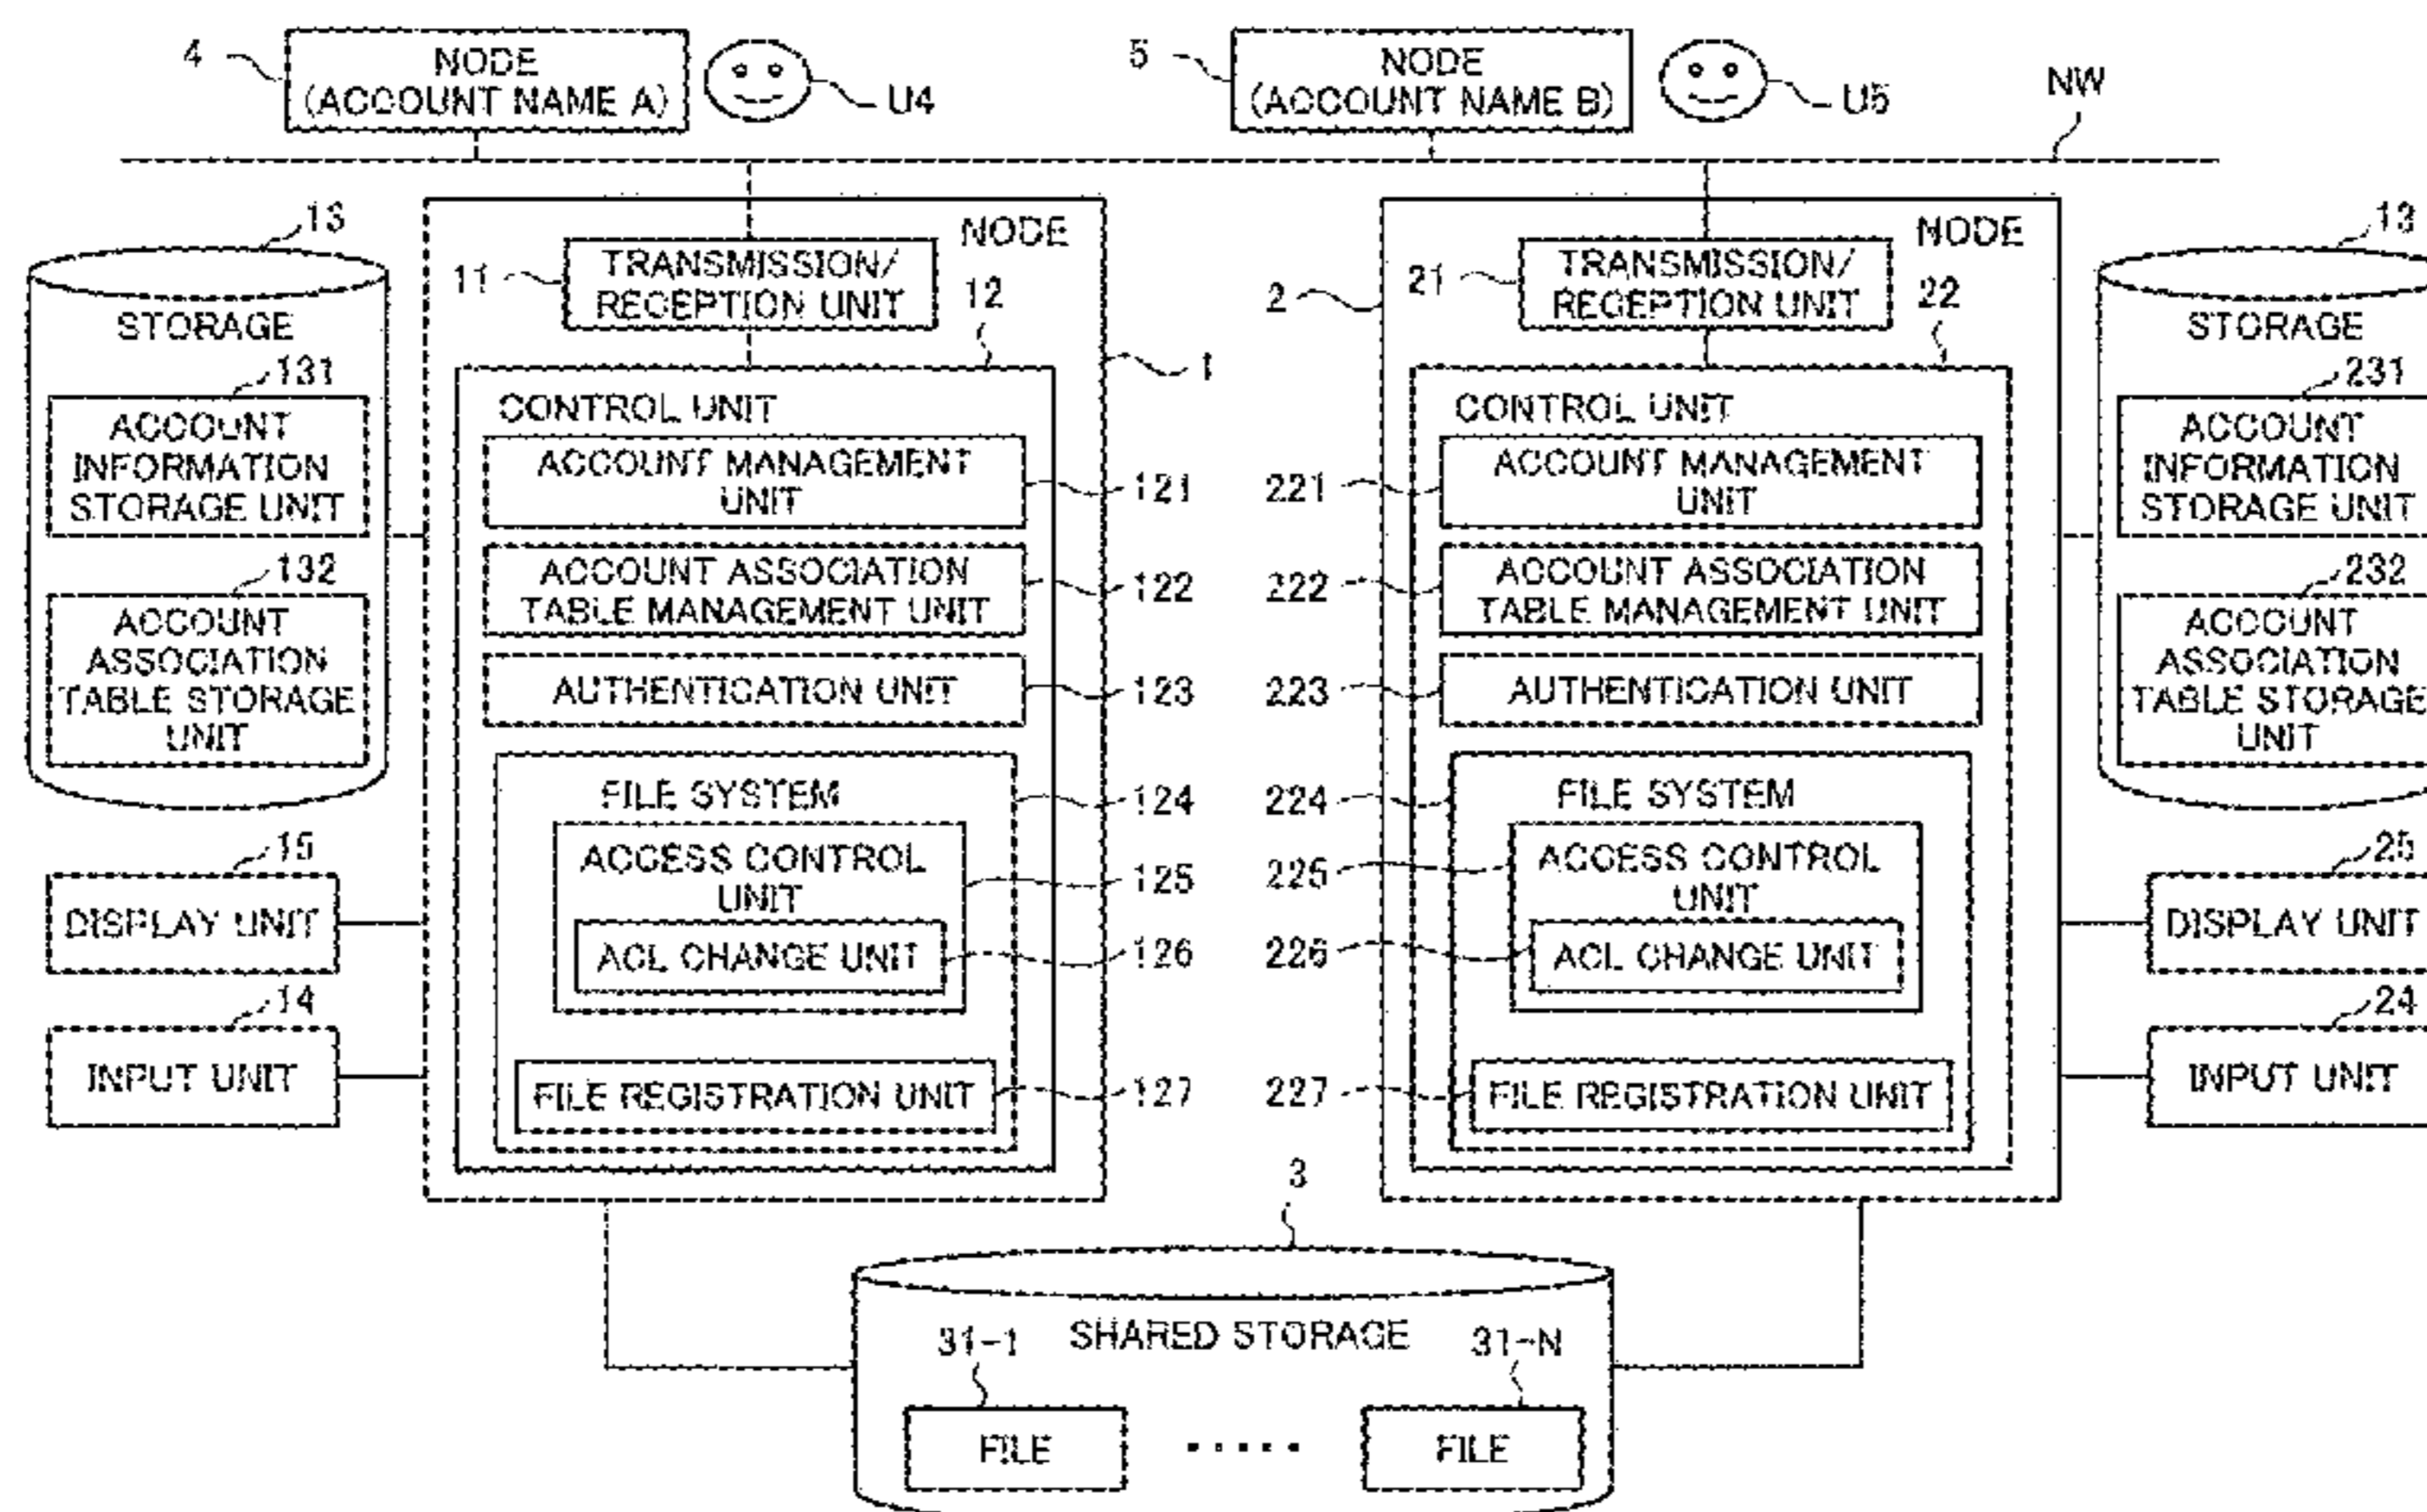 4
NODE
(ACCOUNT NAME A)
U4
5
NODE
(ACCOUNT NAME B)
U5
NW
13
STORAGE
131
ACCOUNT
INFORMATION
STORAGE UNIT
132
ACCOUNT
ASSOCIATION
TABLE STORAGE
UNIT
15
DISPLAY UNIT
14
INPUT UNIT
NODE
1
11
TRANSMISSION/
RECEPTION UNIT
12
CONTROL UNIT
ACCOUNT MANAGEMENT
UNIT
121
ACCOUNT ASSOCIATION
TABLE MANAGEMENT UNIT
122
AUTHENTICATION UNIT
123
FILE SYSTEM
124
ACCESS CONTROL
UNIT
125
ACL CHANGE UNIT
126
FILE REGISTRATION UNIT
127
NODE
2
21
TRANSMISSION/
RECEPTION UNIT
22
CONTROL UNIT
221
ACCOUNT MANAGEMENT
UNIT
222
ACCOUNT ASSOCIATION
TABLE MANAGEMENT UNIT
223
AUTHENTICATION UNIT
224
FILE SYSTEM
225
ACCESS CONTROL
UNIT
226
ACL CHANGE UNIT
227
FILE REGISTRATION UNIT
13
STORAGE
231
ACCOUNT
INFORMATION
STORAGE UNIT
232
ACCOUNT
ASSOCIATION
TABLE STORAGE
UNIT
25
DISPLAY UNIT
24
INPUT UNIT
3
SHARED STORAGE
31-1
FILE
.....
31-N
FILE